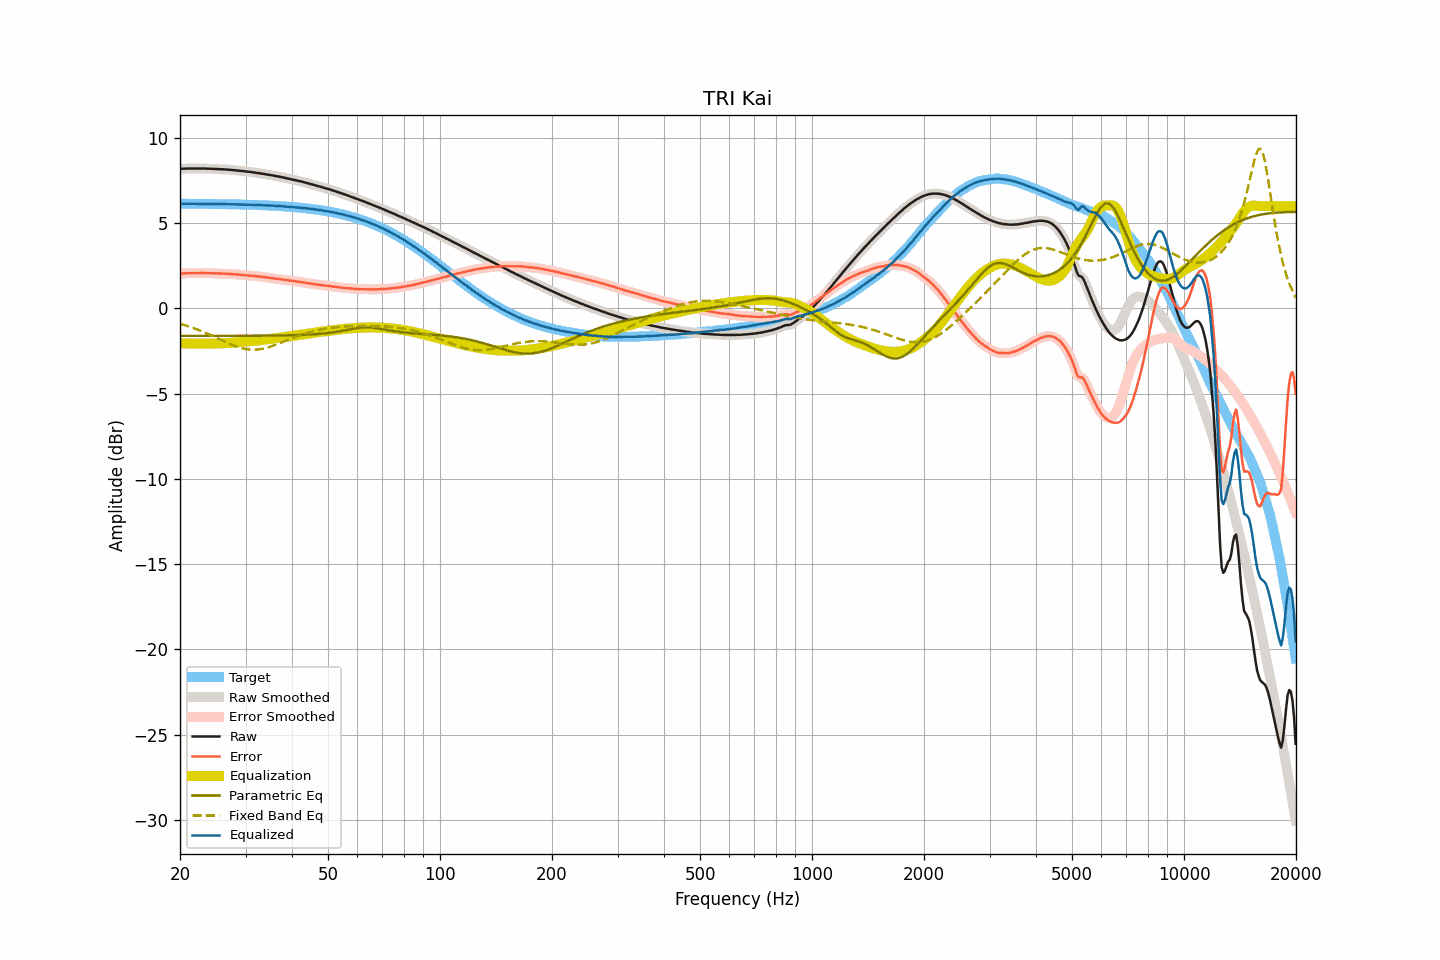 TRI Kai
10
5
0
−5
−10
−15
−20
−25
−30
Amplitude (dBr)
Target
Raw Smoothed
Error Smoothed
Raw
Error
Equalization
Parametric Eq
Fixed Band Eq
Equalized
20 50 100 200 500 1000 2000 5000 10000 20000
Frequency (Hz)